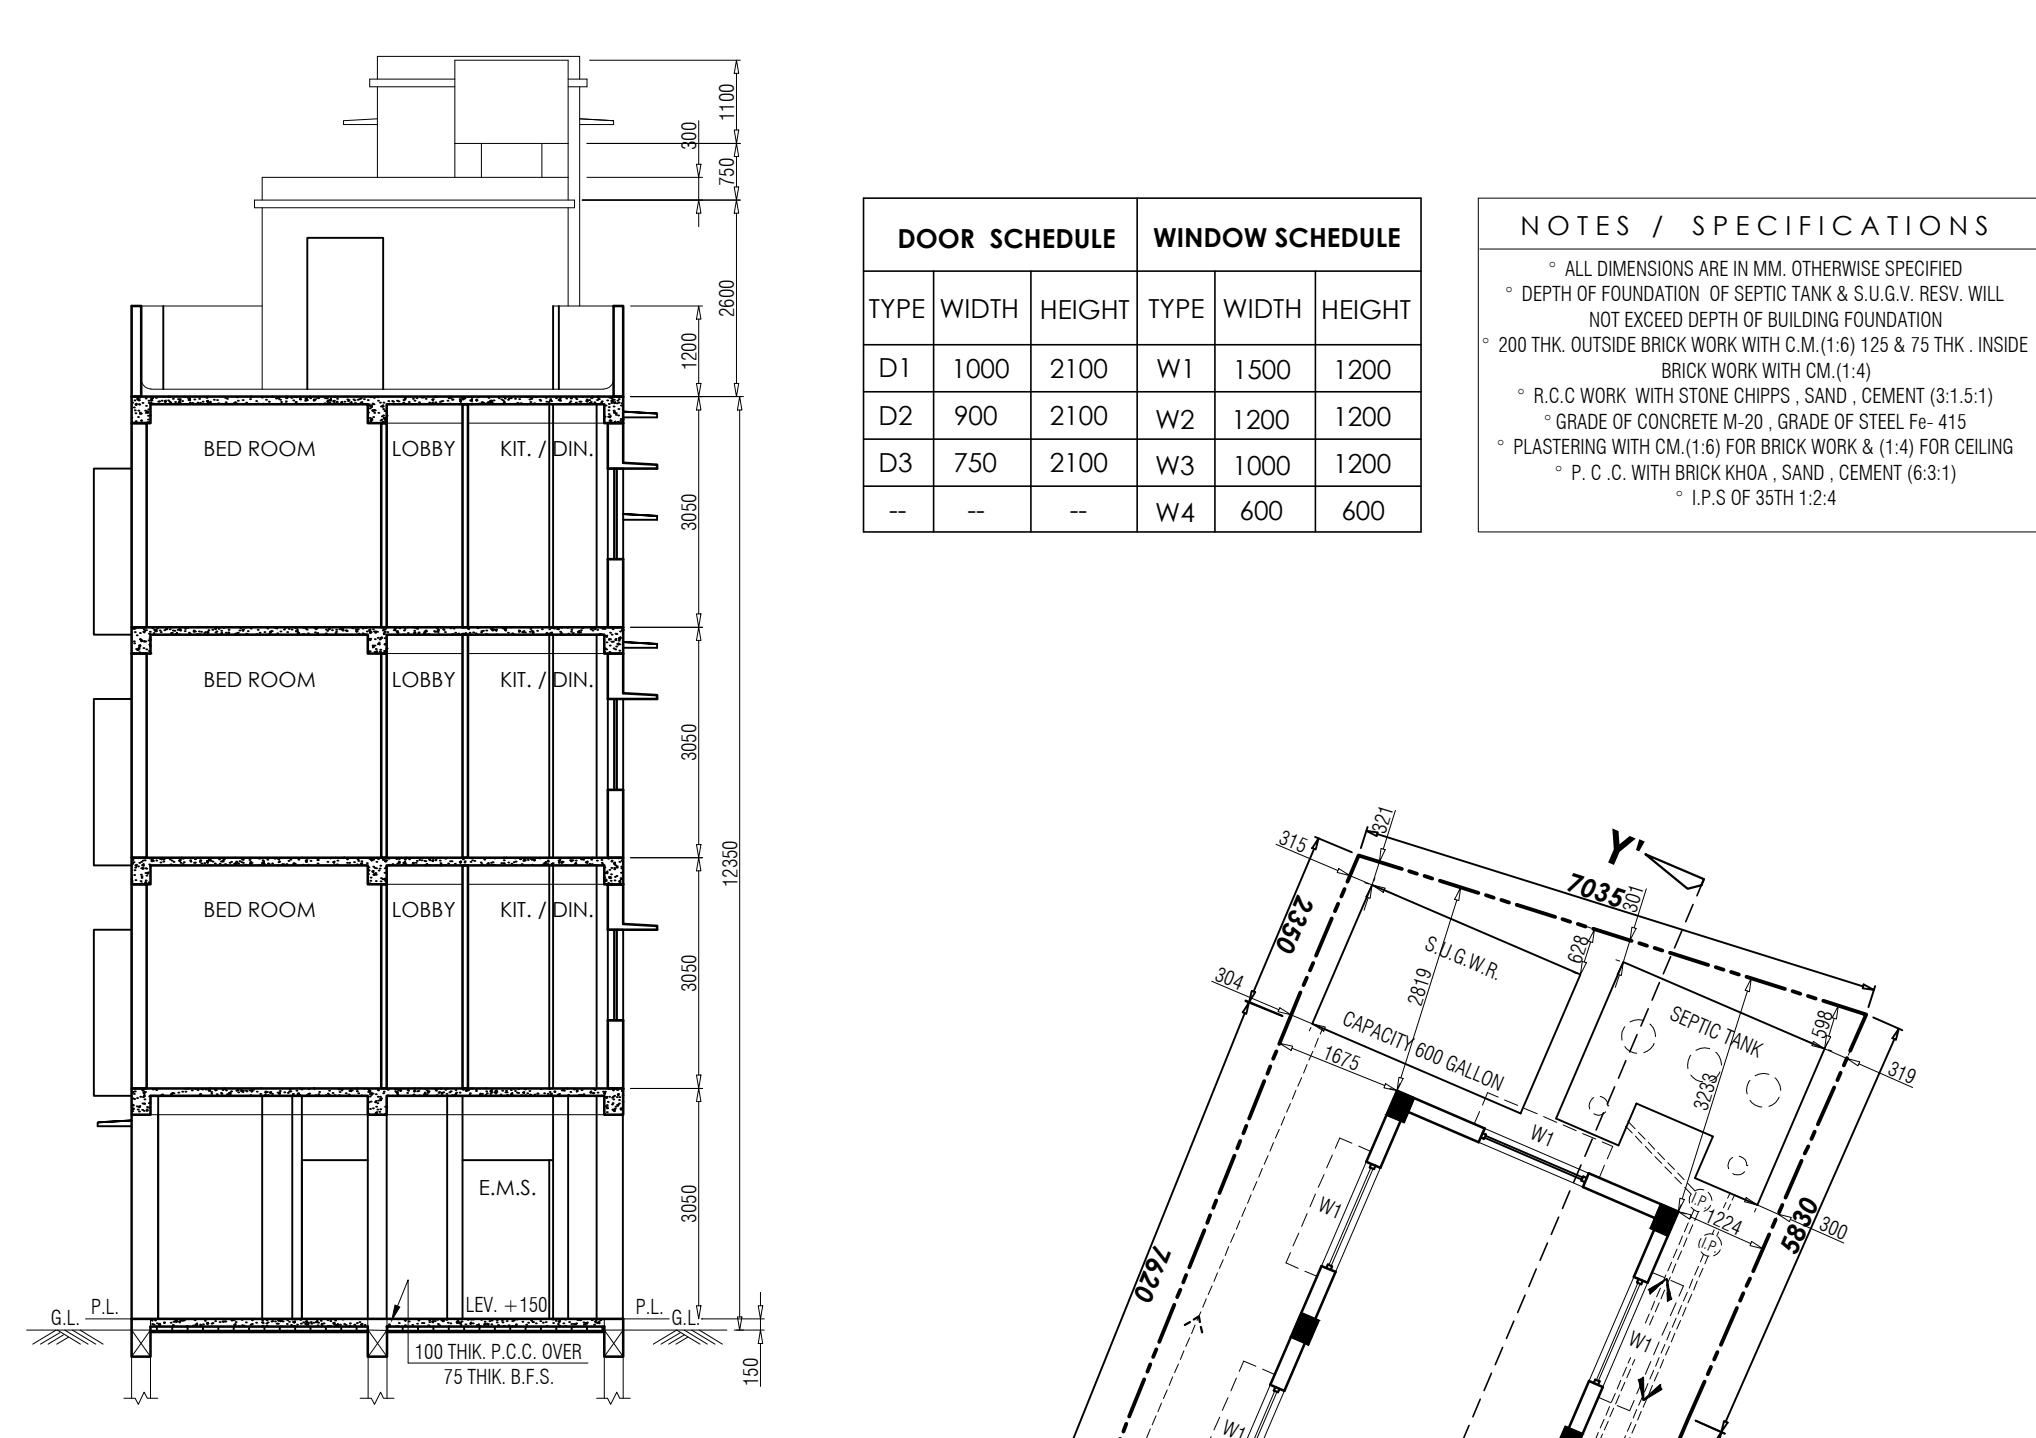 1100
300
750
2600
1200
BED ROOM LOBBY KIT. / DIN.
3050
BED ROOM LOBBY KIT. / DIN.
3050
12350
BED ROOM LOBBY KIT. / DIN.
3050
E.M.S.
3050
LEV. +150
P.L. P.L.
G.L. G.L.
100 THIK. P.C.C. OVER
75 THIK. B.F.S.
150
DOOR SCHEDULE WINDOW SCHEDULE
TYPE WIDTH HEIGHT TYPE WIDTH HEIGHT
D1 1000 2100 W1 1500 1200
D2 900 2100 W2 1200 1200
D3 750 2100 W3 1000 1200
-- -- -- W4 600 600
NOTES / SPECIFICATIONS
° ALL DIMENSIONS ARE IN MM. OTHERWISE SPECIFIED
° DEPTH OF FOUNDATION OF SEPTIC TANK & S.U.G.V. RESV. WILL
NOT EXCEED DEPTH OF BUILDING FOUNDATION
° 200 THK. OUTSIDE BRICK WORK WITH C.M.(1:6) 125 & 75 THK . INSIDE
BRICK WORK WITH CM.(1:4)
° R.C.C WORK WITH STONE CHIPPS , SAND , CEMENT (3:1.5:1)
° GRADE OF CONCRETE M-20 , GRADE OF STEEL Fe- 415
° PLASTERING WITH CM.(1:6) FOR BRICK WORK & (1:4) FOR CEILING
° P. C .C. WITH BRICK KHOA , SAND , CEMENT (6:3:1)
° I.P.S OF 35TH 1:2:4
321
315
Y'
7035
301
2350
628
S.U.G.W.R.
304
2819
CAPACITY 600 GALLON
1675
SEPTIC TANK
598
319
3233
W1
I.P.
1224
300
5830
I.P.
W1
7620
W1
W1